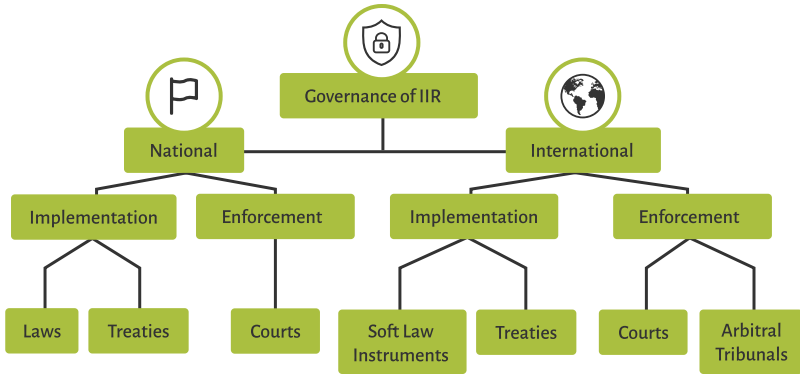 Governance of IIR
National
International
Implementation
Enforcement
Implementation
Enforcement
Laws
Treaties
Courts
Soft Law
Instruments
Treaties
Courts
Arbitral
Tribunals